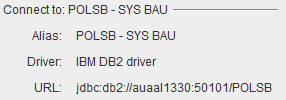 Connect to: POLSB - SYS BAU
Alias: POLSB - SYS BAU
Driver: IBM DB2 driver
URL: jdbc:db2://auaal1330:50101/POLSB